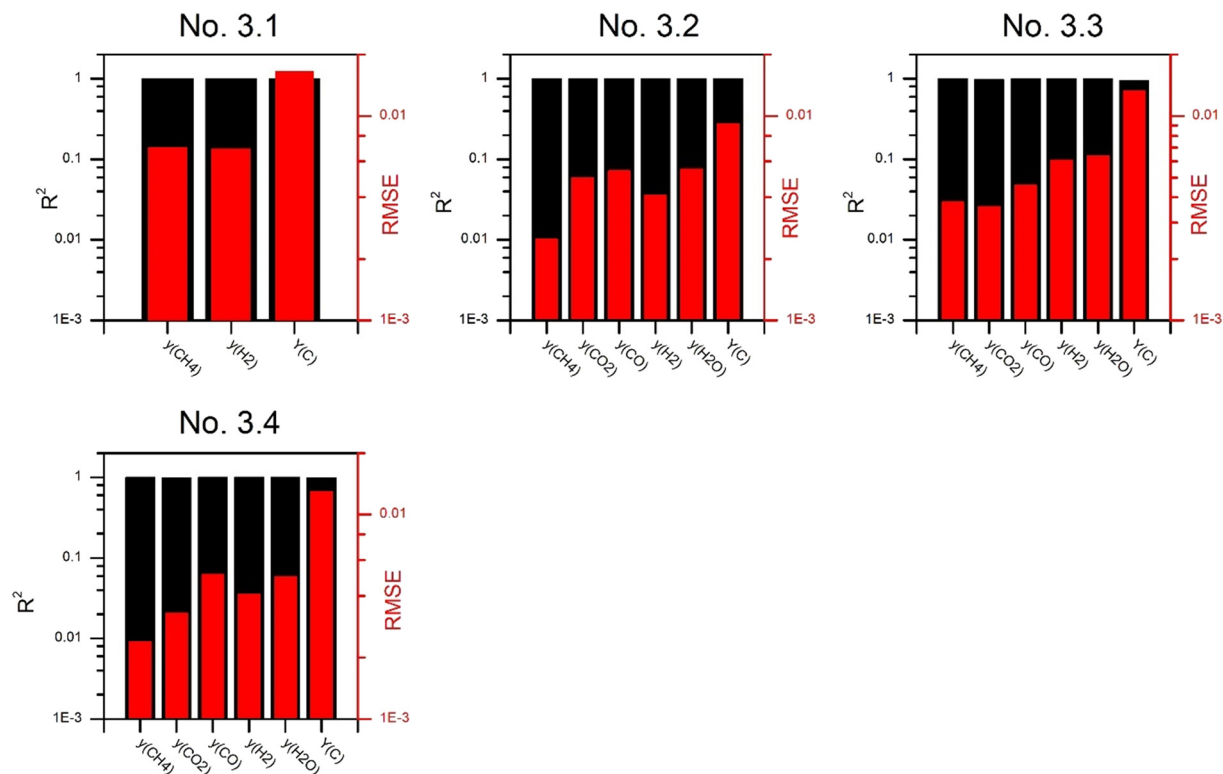 No. 3.1
1
0.1
0.01
1E-3
R²
0.01
1E-3
RMSE
y(CH4)
y(H2)
Y(C)
No. 3.2
1
0.1
0.01
1E-3
R²
0.01
1E-3
RMSE
y(CH4)
y(CO2)
y(CO)
y(H2)
y(H2O)
Y(C)
No. 3.3
1
0.1
0.01
1E-3
R²
0.01
1E-3
RMSE
y(CH4)
y(CO2)
y(CO)
y(H2)
y(H2O)
Y(C)
No. 3.4
1
0.1
0.01
1E-3
R²
0.01
1E-3
RMSE
y(CH4)
y(CO2)
y(CO)
y(H2)
y(H2O)
Y(C)